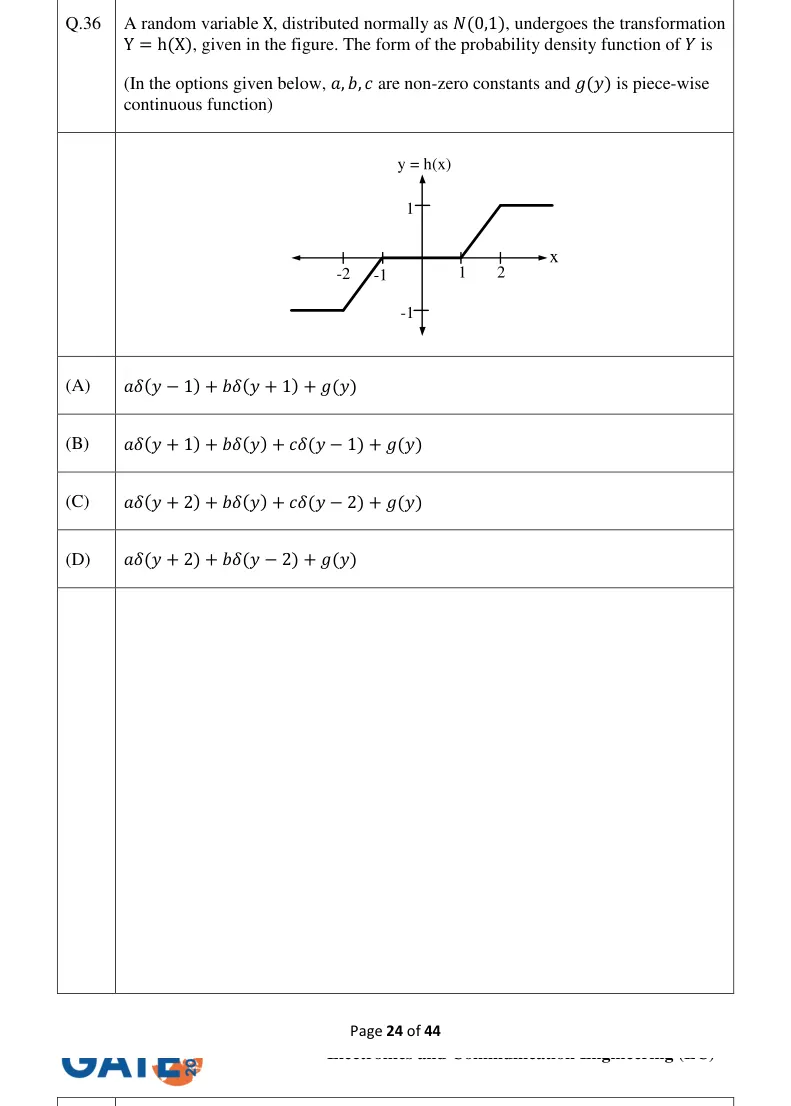 Q.36 A random variable X, distributed normally as N(0,1), undergoes the transformation
Y = h(X), given in the figure. The form of the probability density function of Y is
(In the options given below, a, b, c are non-zero constants and g(y) is piece-wise
continuous function)
y = h(x)
1
x
-2 -1 1 2
-1
(A) aδ(y − 1) + bδ(y + 1) + g(y)
(B) aδ(y + 1) + bδ(y) + cδ(y − 1) + g(y)
(C) aδ(y + 2) + bδ(y) + cδ(y − 2) + g(y)
(D) aδ(y + 2) + bδ(y − 2) + g(y)
Page 24 of 44
GATE 20